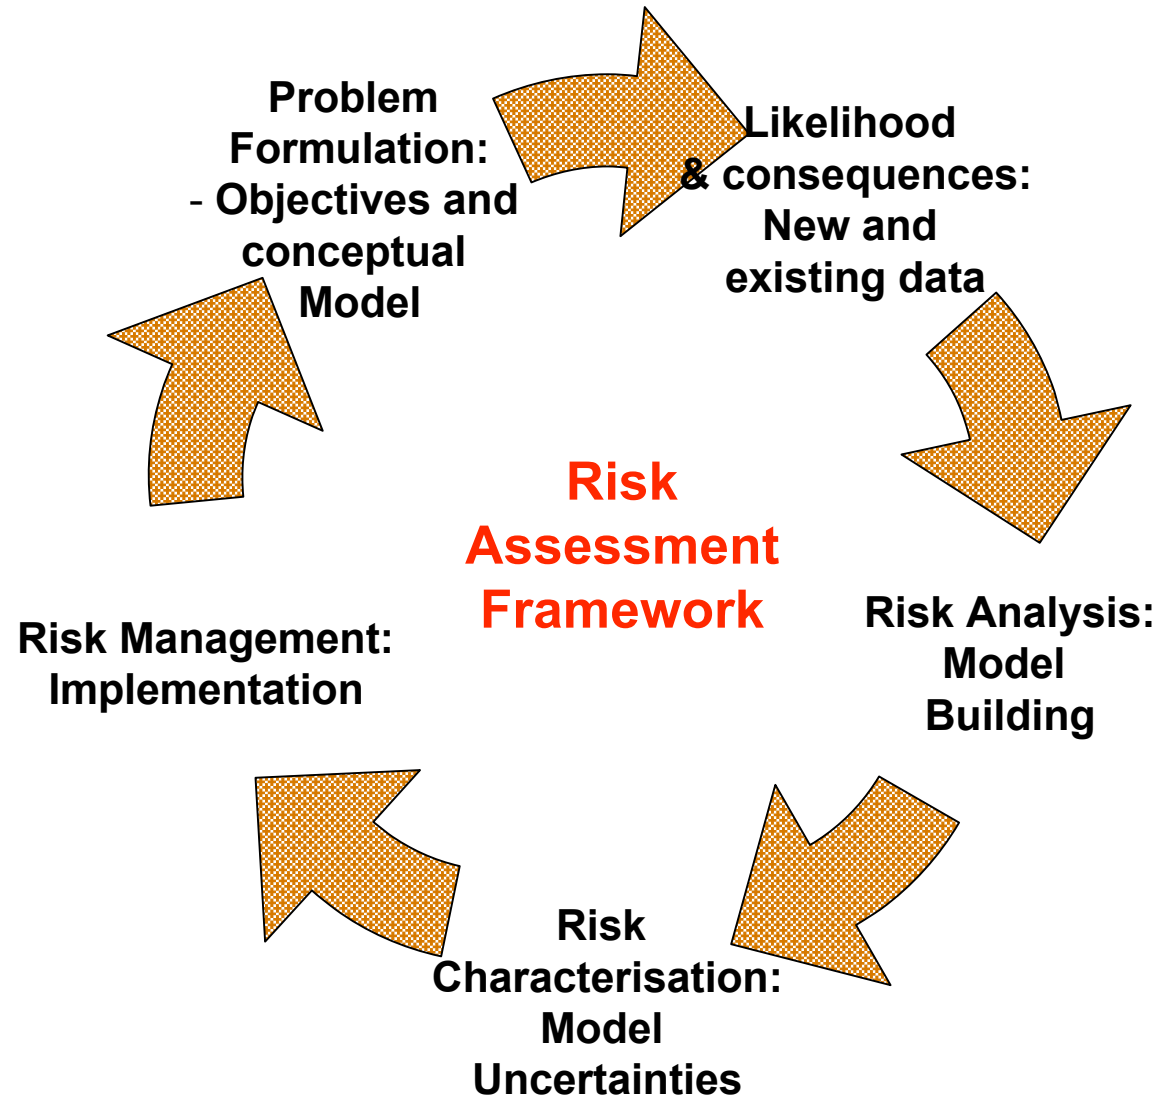 Problem
Formulation:
- Objectives and
conceptual
Model
Likelihood
& consequences:
New and
existing data
Risk
Assessment
Framework
Risk Analysis:
Model
Building
Risk
Characterisation:
Model
Uncertainties
Risk Management:
Implementation